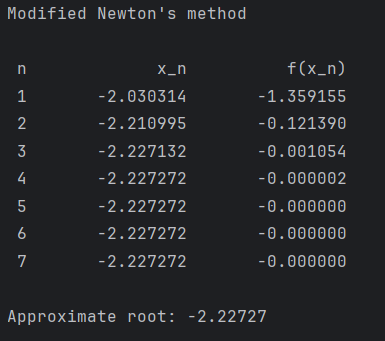 Modified Newton's method
n x_n f(x_n)
1 -2.030314 -1.359155
2 -2.210995 -0.121390
3 -2.227132 -0.001054
4 -2.227272 -0.000002
5 -2.227272 -0.000000
6 -2.227272 -0.000000
7 -2.227272 -0.000000
Approximate root: -2.22727